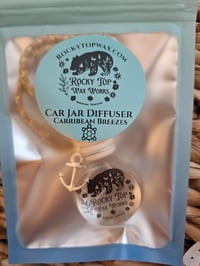 RockyTopWax.com
Rocky Top
Wax Works
Car Jar Diffuser
Carribean Breezes
Rocky Top
Wax Works